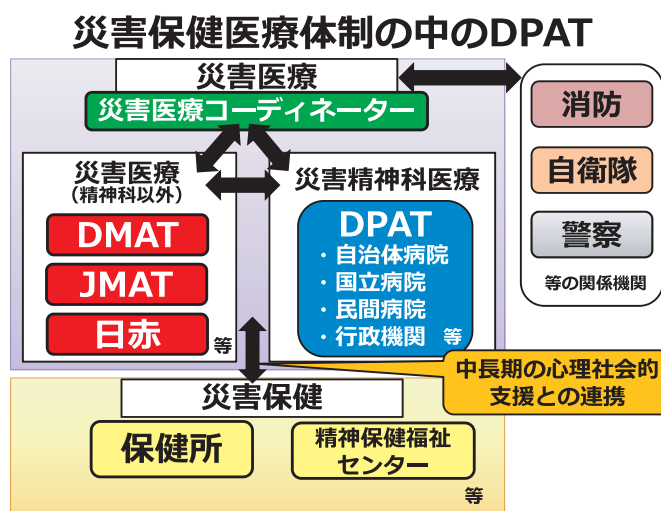 災害保健医療体制の中のDPAT
災害医療
災害医療コーディネーター
消防
自衛隊
警察
等の関係機関
災害医療
(精神科以外)
DMAT
JMAT
日赤
等
災害精神科医療
DPAT
・自治体病院
・国立病院
・民間病院
・行政機関 等
中長期の心理社会的
支援との連携
災害保健
保健所
精神保健福祉
センター
等